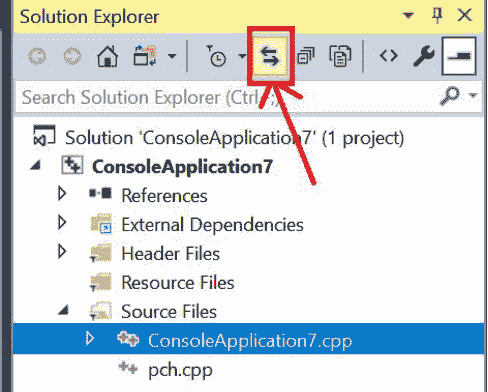 Solution Explorer
Search Solution Explorer (Ctrl+;)
Solution 'ConsoleApplication7' (1 project)
ConsoleApplication7
References
External Dependencies
Header Files
Resource Files
Source Files
ConsoleApplication7.cpp
pch.cpp